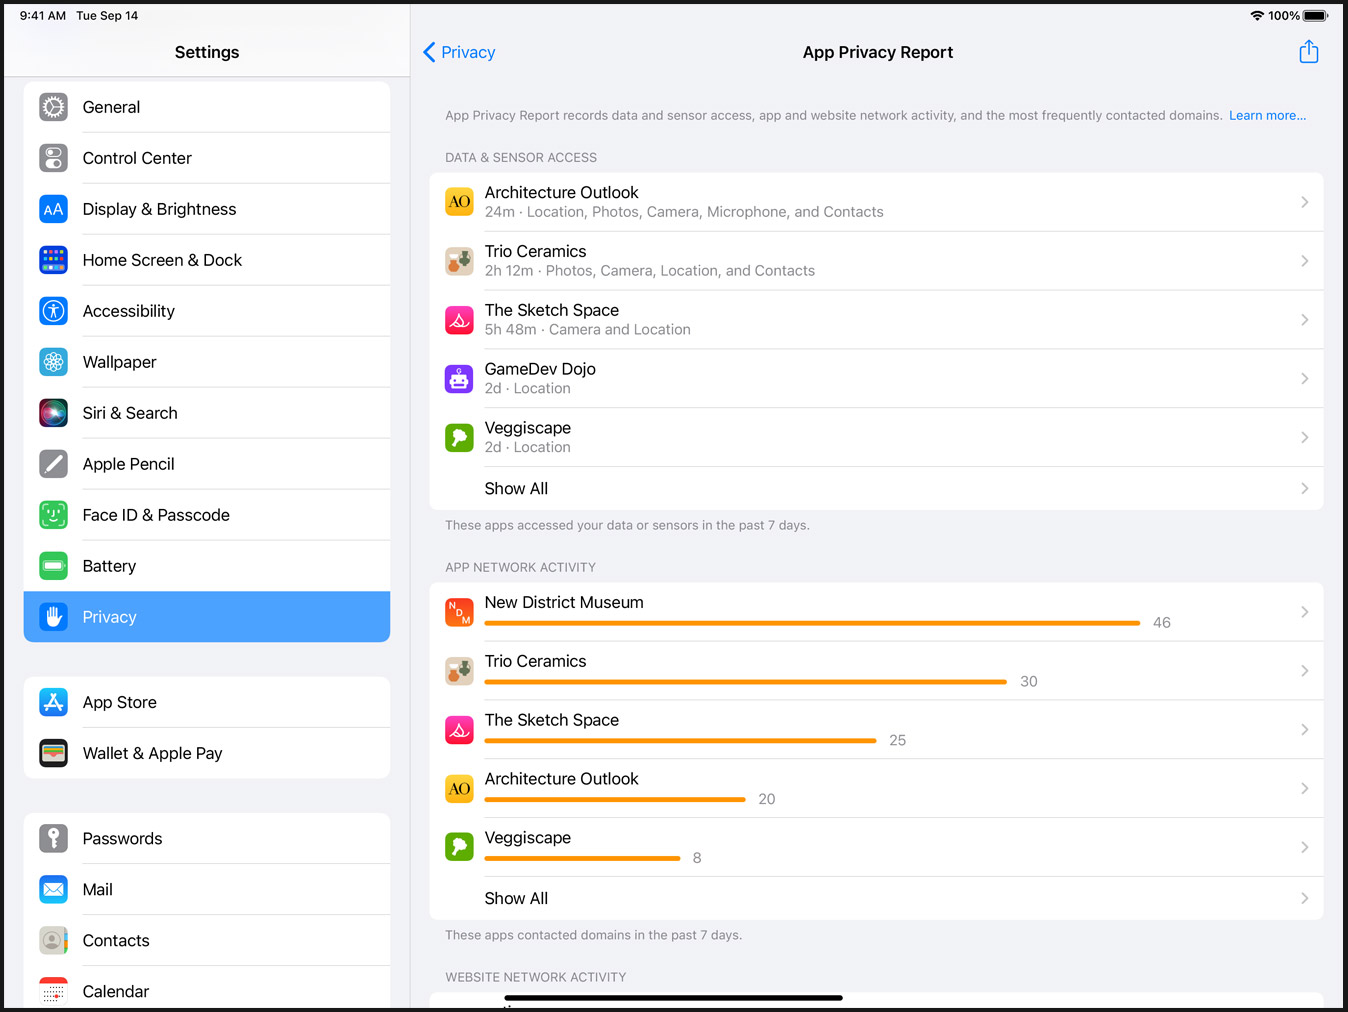 9:41 AM Tue Sep 14
100%
Settings
Privacy
App Privacy Report
General
Control Center
AA
Display & Brightness
Home Screen & Dock
Accessibility
Wallpaper
Siri & Search
Apple Pencil
Face ID & Passcode
Battery
Privacy
App Store
Wallet & Apple Pay
Passwords
Mail
Contacts
Calendar
App Privacy Report records data and sensor access, app and website network activity, and the most frequently contacted domains. Learn more...
DATA & SENSOR ACCESS
AO
Architecture Outlook
24m · Location, Photos, Camera, Microphone, and Contacts
Trio Ceramics
2h 12m · Photos, Camera, Location, and Contacts
The Sketch Space
5h 48m · Camera and Location
G
GameDev Dojo
2d · Location
Veggiscape
2d · Location
Show All
These apps accessed your data or sensors in the past 7 days.
APP NETWORK ACTIVITY
NDM
New District Museum
46
Trio Ceramics
30
The Sketch Space
25
AO
Architecture Outlook
20
Veggiscape
8
Show All
These apps contacted domains in the past 7 days.
WEBSITE NETWORK ACTIVITY